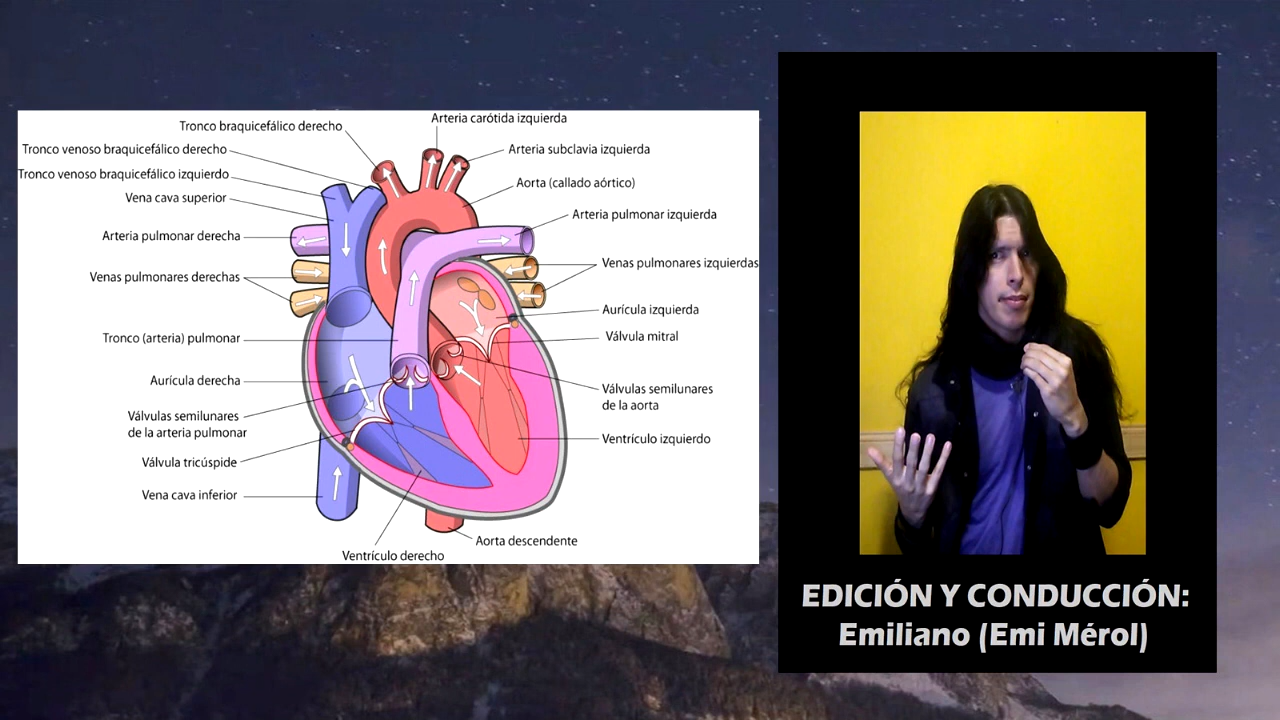 Arteria carótida izquierda
Tronco braquicefálico derecho
Tronco venoso braquicefálico derecho
Arteria subclavia izquierda
Tronco venoso braquicefálico izquierdo
Aorta (callado aórtico)
Vena cava superior
Arteria pulmonar izquierda
Arteria pulmonar derecha
Venas pulmonares izquierdas
Venas pulmonares derechas
Aurícula izquierda
Tronco (arteria) pulmonar
Válvula mitral
Aurícula derecha
Válvulas semilunares
de la aorta
Válvulas semilunares
de la arteria pulmonar
Ventrículo izquierdo
Válvula tricúspide
Vena cava inferior
Aorta descendente
Ventrículo derecho
EDICIÓN Y CONDUCCIÓN:
Emiliano (Emi Mérol)